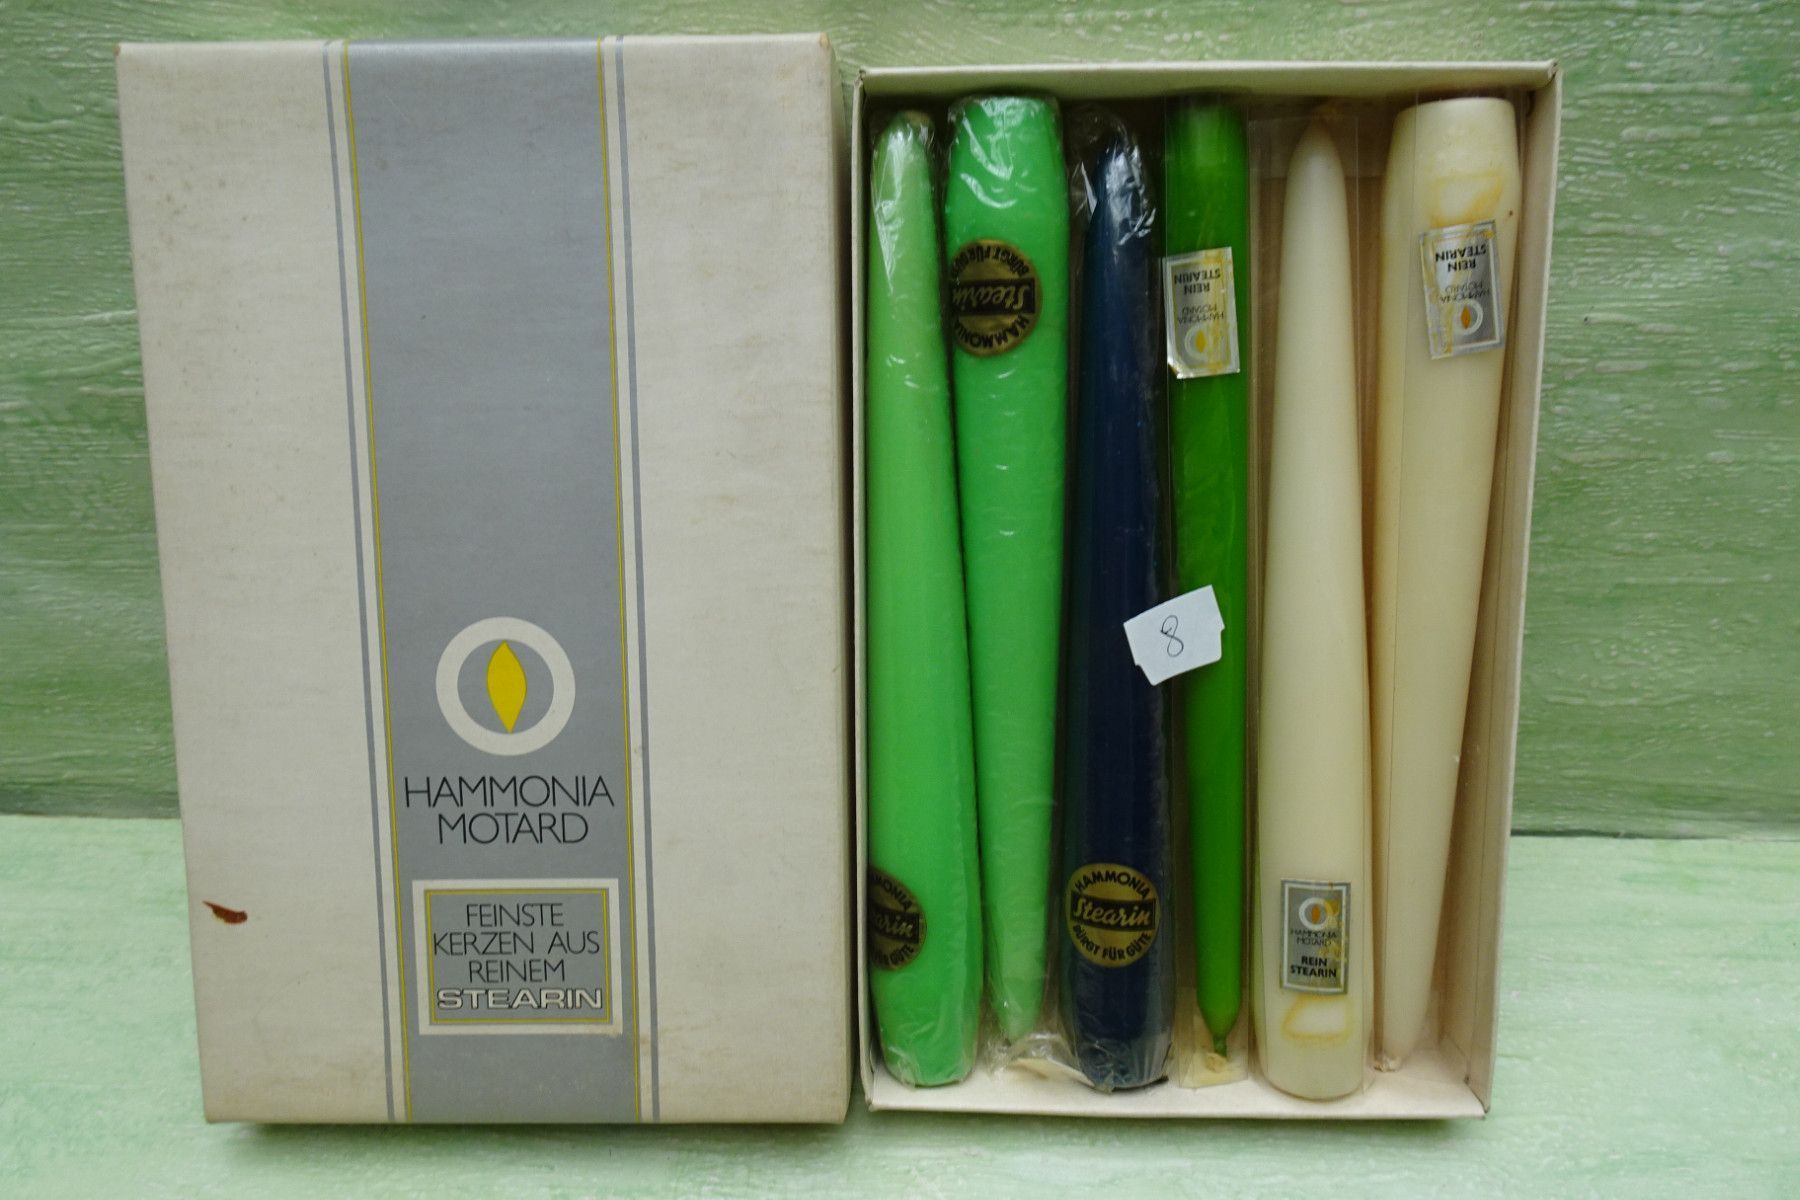 HAMMONIA
MOTARD
FEINSTE
KERZEN AUS
REINEM
STEARIN
HAMMONIA
Stearin
BÜRGT FÜR
HAMMONIA
Stearin
BÜRGT FÜR GÜTE
HAMMONIA
MOTARD
REIN
STEARIN
8
HAMMONIA
MOTARD
REIN
STEARIN
HAMMONIA
MOTARD
REIN
STEARIN